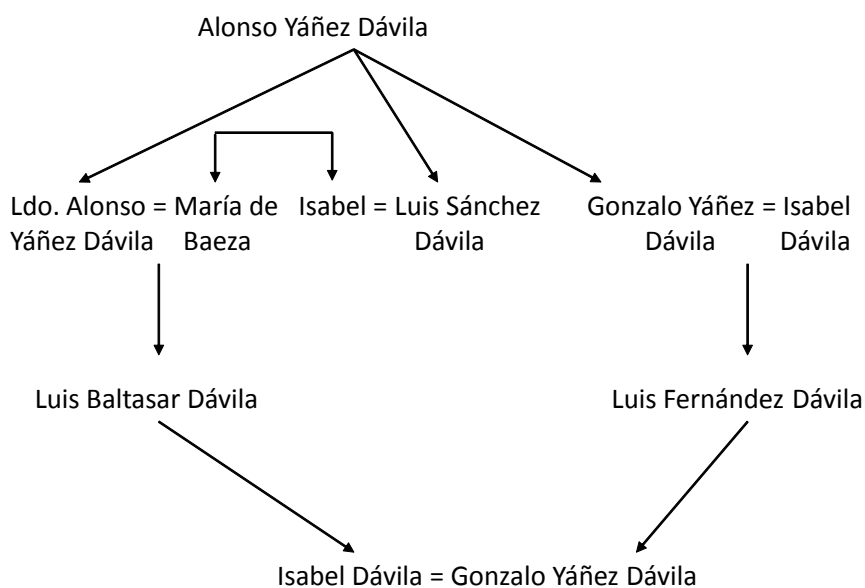 Alonso Yáñez Dávila
Ldo. Alonso = María de Isabel = Luis Sánchez Gonzalo Yáñez = Isabel
Yáñez Dávila Baeza Dávila Dávila Dávila
Luis Baltasar Dávila Luis Fernández Dávila
Isabel Dávila = Gonzalo Yáñez Dávila